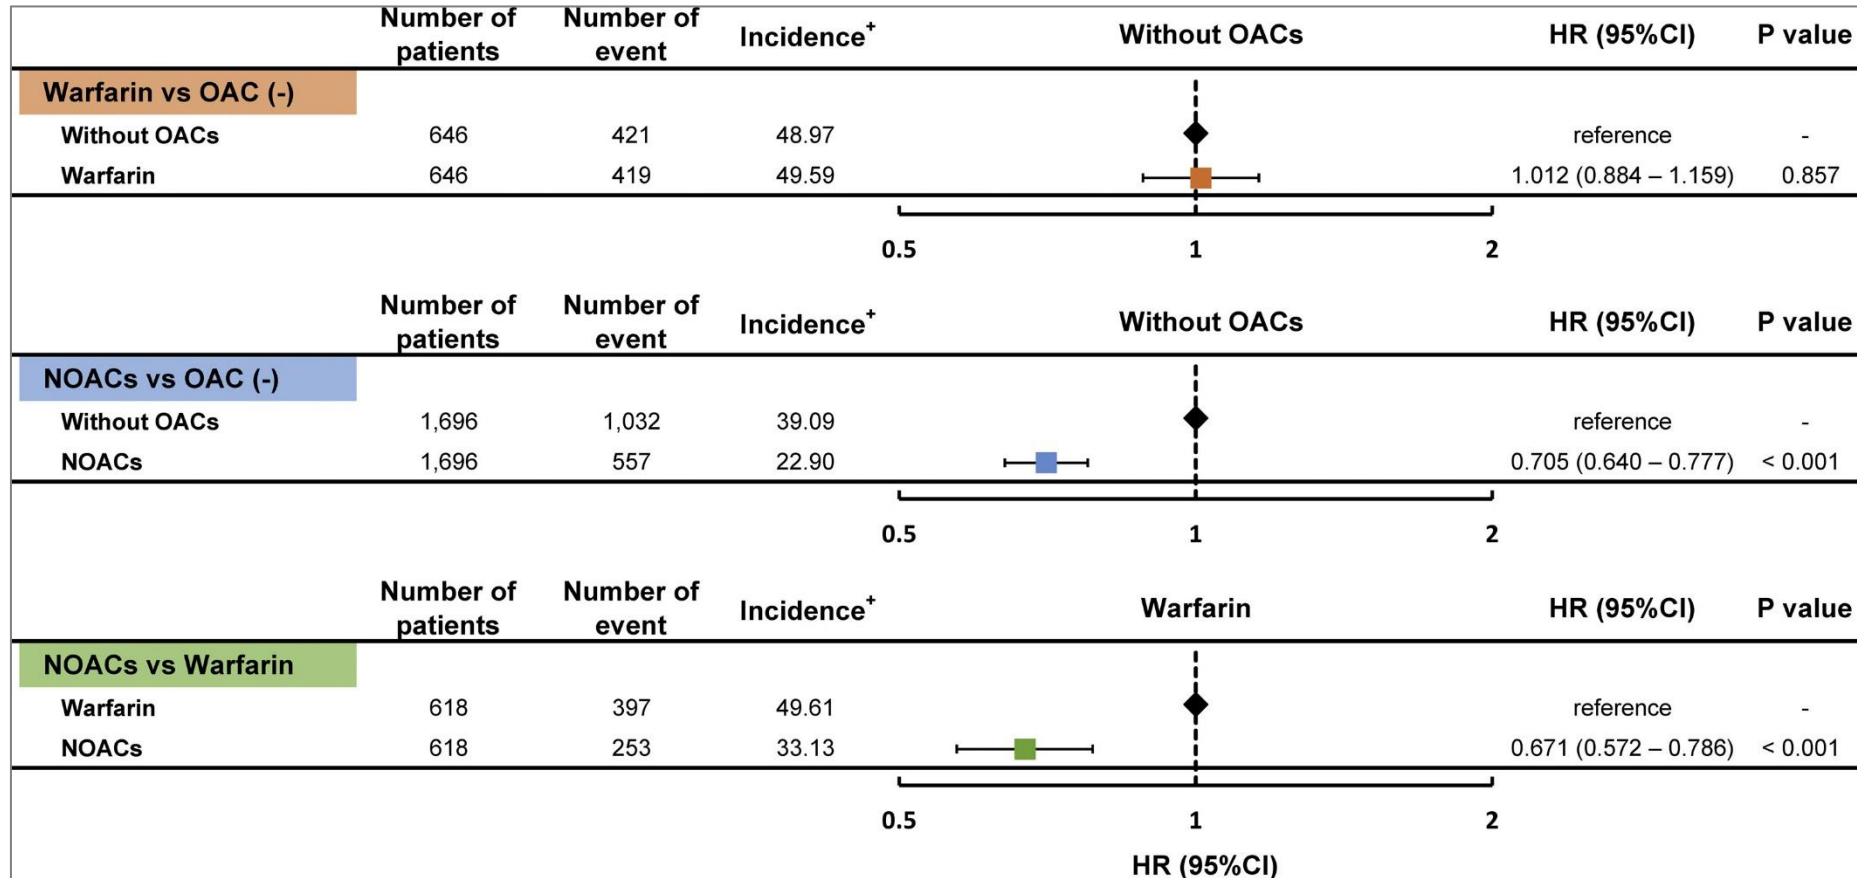 Number of patients Number of event Incidence+ Without OACs HR (95%CI) P value
Warfarin vs OAC (-)
Without OACs 646 421 48.97 reference -
Warfarin 646 419 49.59 1.012 (0.884 – 1.159) 0.857
0.5 1 2
Number of patients Number of event Incidence+ Without OACs HR (95%CI) P value
NOACs vs OAC (-)
Without OACs 1,696 1,032 39.09 reference -
NOACs 1,696 557 22.90 0.705 (0.640 – 0.777) < 0.001
0.5 1 2
Number of patients Number of event Incidence+ Warfarin HR (95%CI) P value
NOACs vs Warfarin
Warfarin 618 397 49.61 reference -
NOACs 618 253 33.13 0.671 (0.572 – 0.786) < 0.001
0.5 1 2
HR (95%CI)